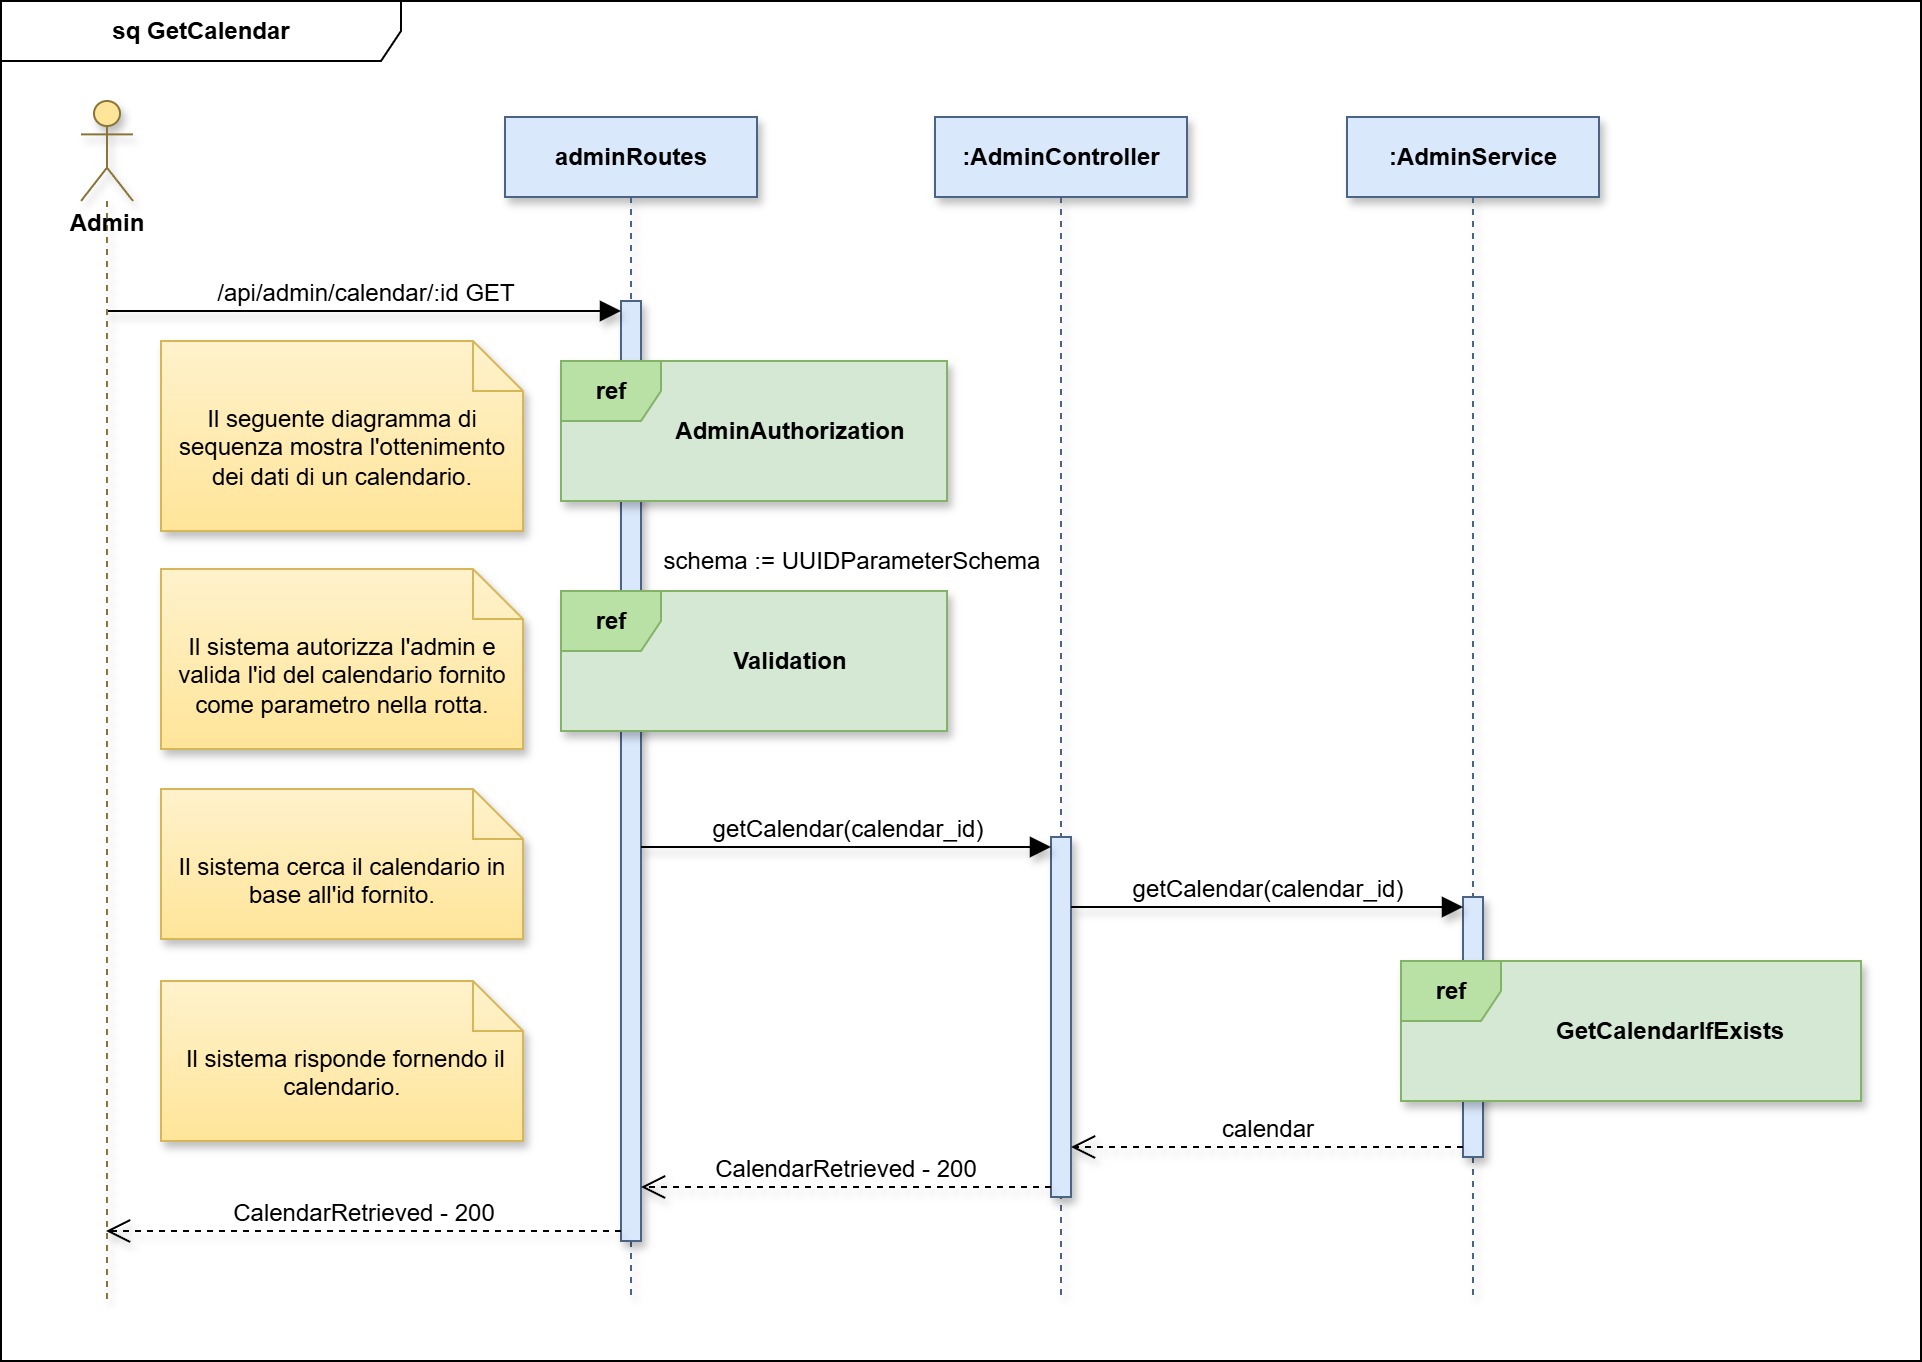 sq GetCalendar
adminRoutes
:AdminController
:AdminService
Admin
/api/admin/calendar/:id GET
Il seguente diagramma di
sequenza mostra l'ottenimento
dei dati di un calendario.
ref
AdminAuthorization
schema := UUIDParameterSchema
Il sistema autorizza l'admin e
valida l'id del calendario fornito
come parametro nella rotta.
ref
Validation
getCalendar(calendar_id)
Il sistema cerca il calendario in
base all'id fornito.
getCalendar(calendar_id)
ref
GetCalendarIfExists
Il sistema risponde fornendo il
calendario.
calendar
CalendarRetrieved - 200
CalendarRetrieved - 200